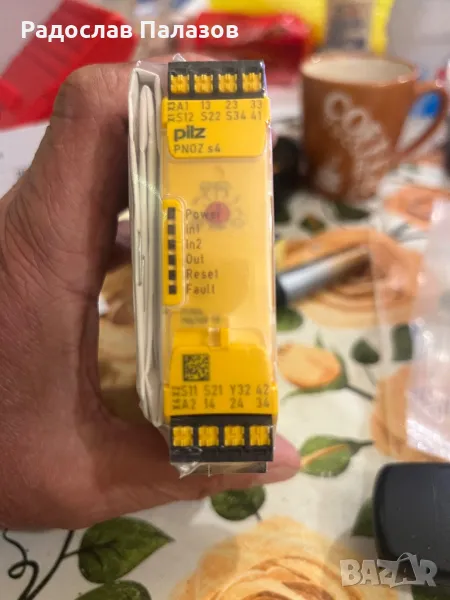 Радослав Палазов
A1 13 23 33
S12 S22 S34 41
pilz
PNOZ s4
Power
In1
In2
Out
Reset
Fault
S11 S21 Y32 42
A2 14 24 34
BAZAR